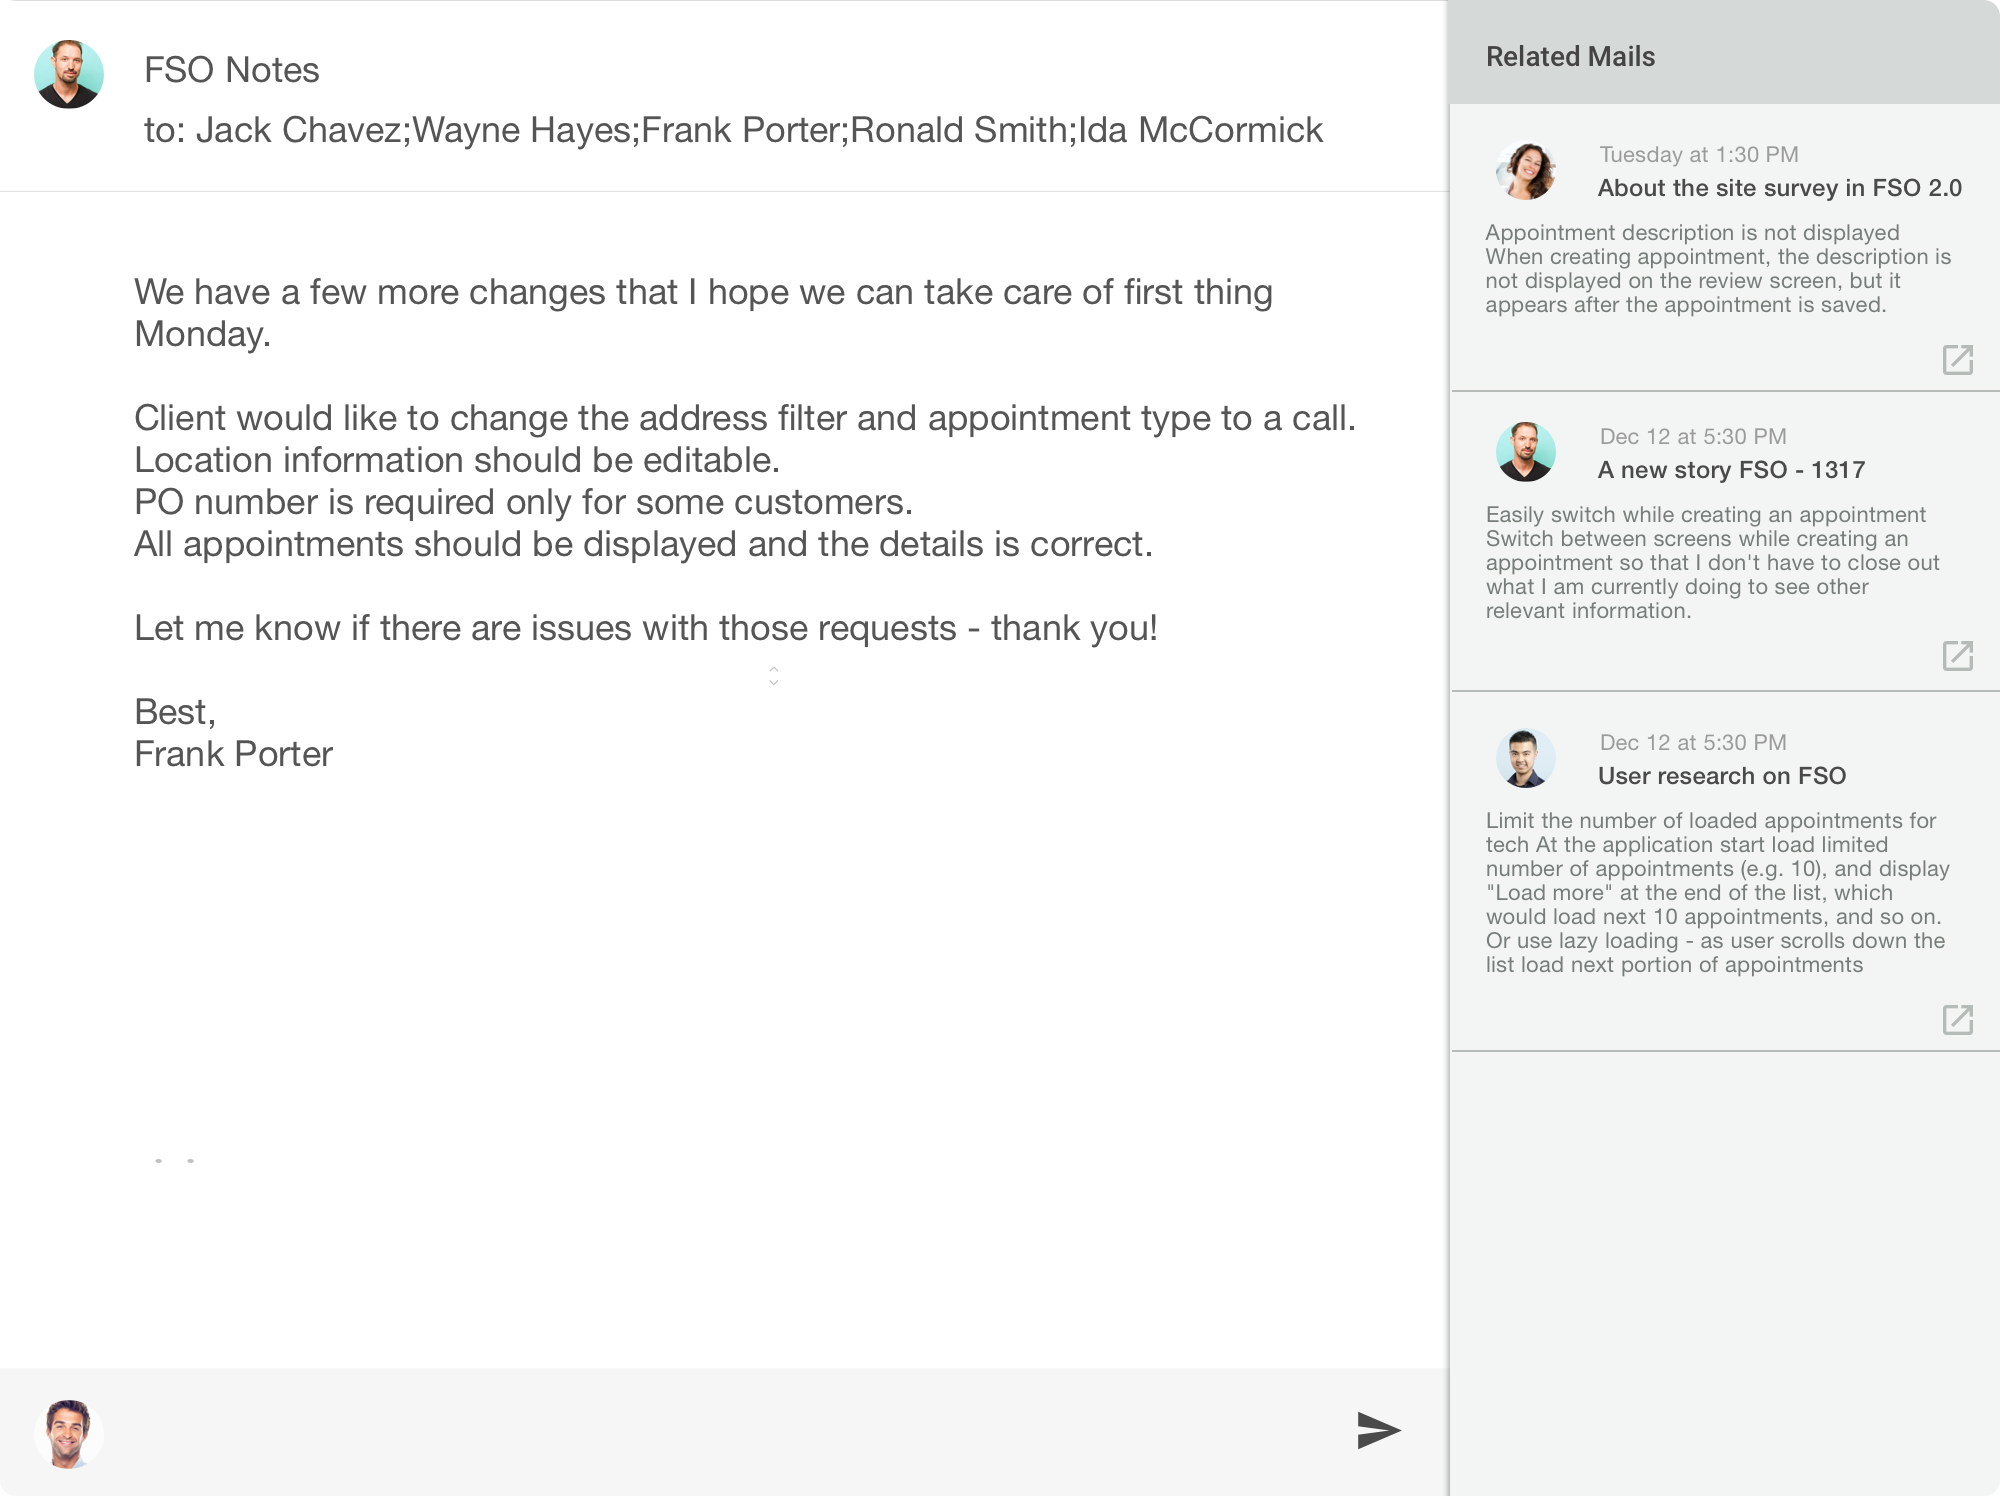 FSO Notes
to: Jack Chavez;Wayne Hayes;Frank Porter;Ronald Smith;Ida McCormick
We have a few more changes that I hope we can take care of first thing
Monday.
Client would like to change the address filter and appointment type to a call.
Location information should be editable.
PO number is required only for some customers.
All appointments should be displayed and the details is correct.
Let me know if there are issues with those requests - thank you!
Best,
Frank Porter
Related Mails
Tuesday at 1:30 PM
About the site survey in FSO 2.0
Appointment description is not displayed
When creating appointment, the description is
not displayed on the review screen, but it
appears after the appointment is saved.
Dec 12 at 5:30 PM
A new story FSO - 1317
Easily switch while creating an appointment
Switch between screens while creating an
appointment so that I don't have to close out
what I am currently doing to see other
relevant information.
Dec 12 at 5:30 PM
User research on FSO
Limit the number of loaded appointments for
tech At the application start load limited
number of appointments (e.g. 10), and display
"Load more" at the end of the list, which
would load next 10 appointments, and so on.
Or use lazy loading - as user scrolls down the
list load next portion of appointments